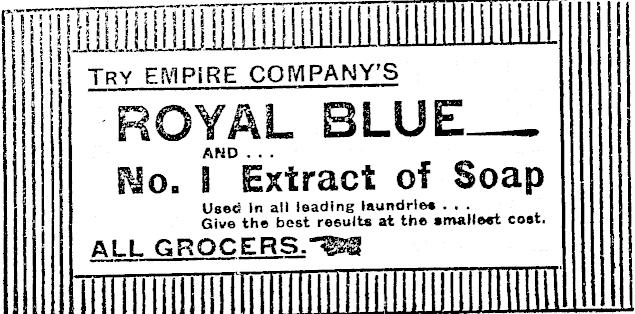 TRY EMPIRE COMPANY'S
ROYAL BLUE
AND . . .
No. 1 Extract of Soap
Used in all leading laundries . . .
Give the best results at the smallest cost.
ALL GROCERS.